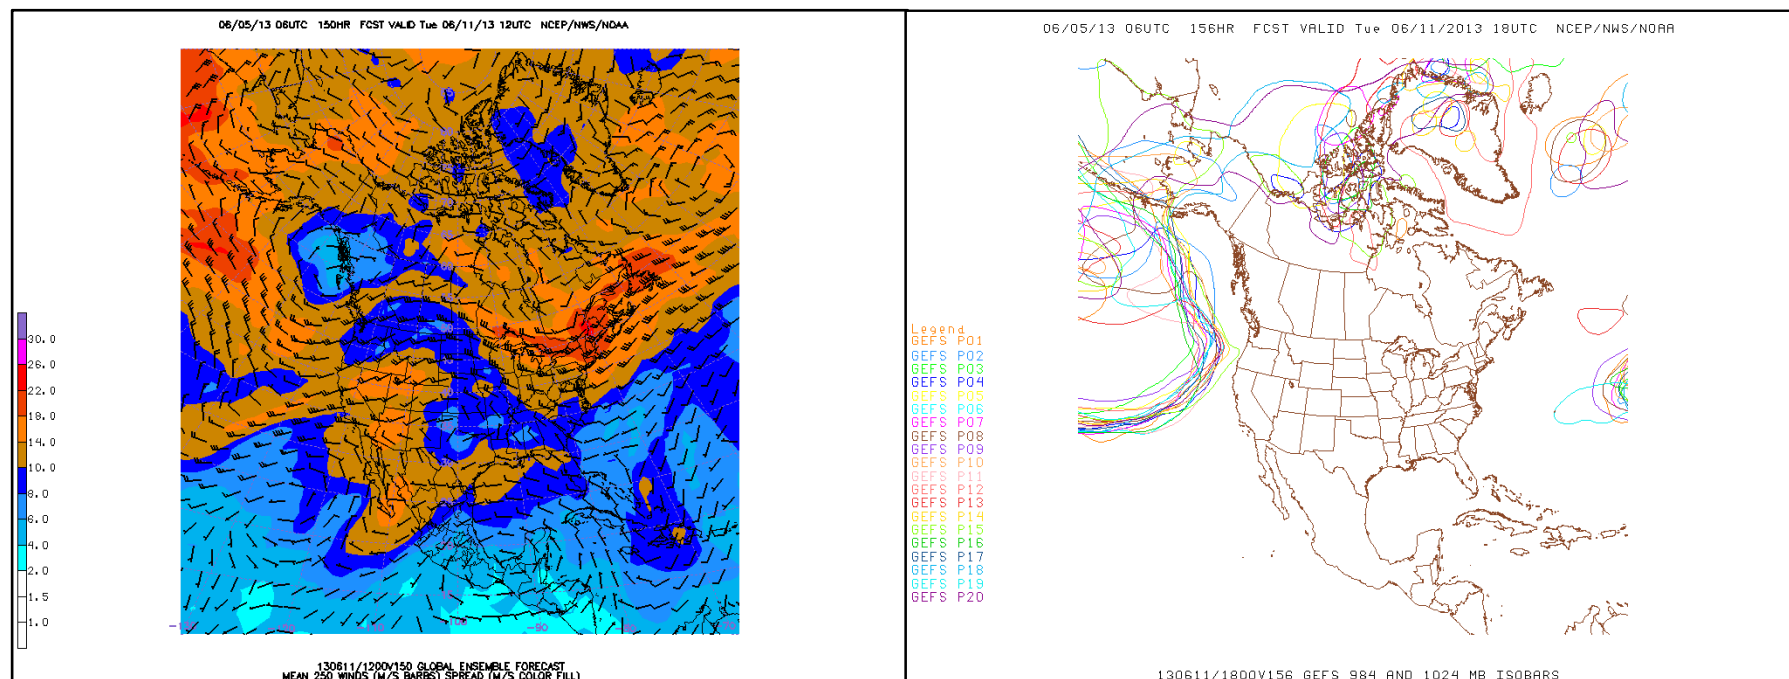 06/05/13 06UTC 150HR FCST VALID Tue 06/11/13 12UTC NCEP/NWS/NOAA
30.0
26.0
22.0
18.0
14.0
10.0
8.0
6.0
4.0
2.0
1.5
1.0
-100
-90
130611/1200V150 GLOBAL ENSEMBLE FORECAST
MEAN 250 WINDS (M/S BARBS) SPREAD (M/S COLOR FILL)
06/05/13 06UTC 156HR FCST VALID Tue 06/11/2013 18UTC NCEP/NWS/NOAA
Legend
GEFS P01
GEFS P02
GEFS P03
GEFS P04
GEFS P05
GEFS P06
GEFS P07
GEFS P08
GEFS P09
GEFS P10
GEFS P11
GEFS P12
GEFS P13
GEFS P14
GEFS P15
GEFS P16
GEFS P17
GEFS P18
GEFS P19
GEFS P20
130611/1800V156 GEFS 984 AND 1024 MB ISOBARS